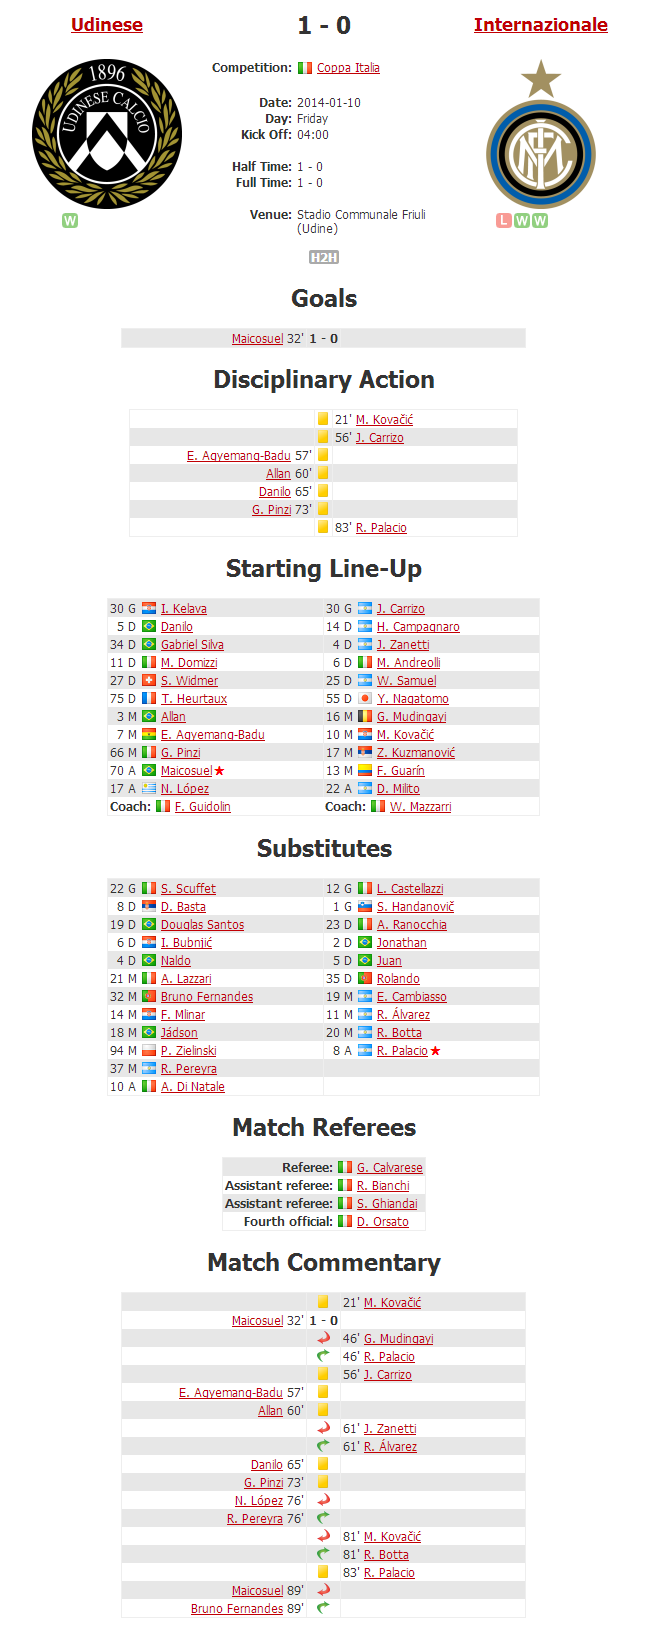 Udinese 1 - 0 Internazionale
1896
UDINESE CALCIO
Competition: Coppa Italia
Date: 2014-01-10
Day: Friday
Kick Off: 04:00
Half Time: 1 - 0
Full Time: 1 - 0
Venue: Stadio Communale Friuli
(Udine)
W
L W W
H2H
Goals
Maicosuel 32' 1 - 0
Disciplinary Action
21' M. Kovačić
56' J. Carrizo
E. Agyemang-Badu 57'
Allan 60'
Danilo 65'
G. Pinzi 73'
83' R. Palacio
Starting Line-Up
30 G I. Kelava 30 G J. Carrizo
5 D Danilo 14 D H. Campagnaro
34 D Gabriel Silva 4 D J. Zanetti
11 D M. Domizzi 6 D M. Andreolli
27 D S. Widmer 25 D W. Samuel
75 D T. Heurtaux 55 D Y. Nagatomo
3 M Allan 16 M G. Mudingayi
7 M E. Agyemang-Badu 10 M M. Kovačić
66 M G. Pinzi 17 M Z. Kuzmanović
70 A Maicosuel 13 M F. Guarín
17 A N. López 22 A D. Milito
Coach: F. Guidolin Coach: W. Mazzarri
Substitutes
22 G S. Scuffet 12 G L. Castellazzi
8 D D. Basta 1 G S. Handanovič
19 D Douglas Santos 23 D A. Ranocchia
6 D I. Bubnjić 2 D Jonathan
4 D Naldo 5 D Juan
21 M A. Lazzari 35 D Rolando
32 M Bruno Fernandes 19 M E. Cambiasso
14 M F. Mlinar 11 M R. Álvarez
18 M Jádson 20 M R. Botta
94 M P. Zielinski 8 A R. Palacio
37 M R. Pereyra
10 A A. Di Natale
Match Referees
Referee: G. Calvarese
Assistant referee: R. Bianchi
Assistant referee: S. Ghiandai
Fourth official: D. Orsato
Match Commentary
21' M. Kovačić
Maicosuel 32' 1 - 0
46' G. Mudingayi
46' R. Palacio
56' J. Carrizo
E. Agyemang-Badu 57'
Allan 60'
61' J. Zanetti
61' R. Álvarez
Danilo 65'
G. Pinzi 73'
N. López 76'
R. Pereyra 76'
81' M. Kovačić
81' R. Botta
83' R. Palacio
Maicosuel 89'
Bruno Fernandes 89'